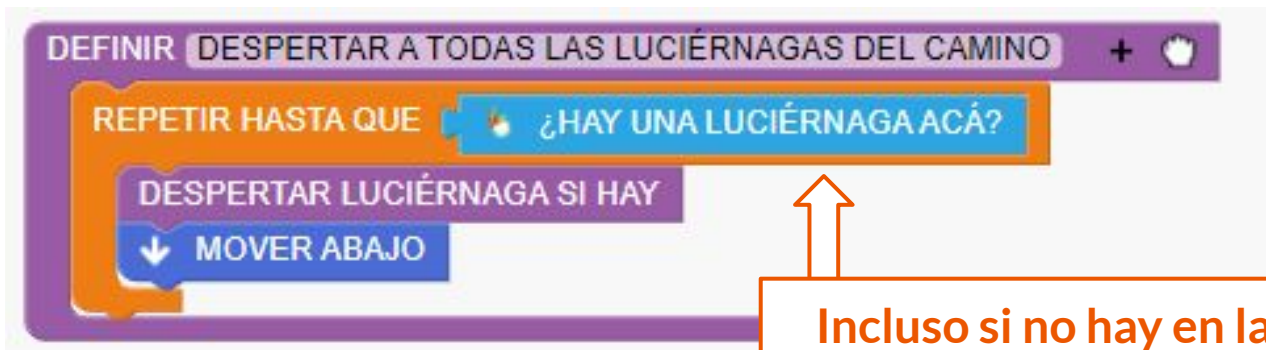 DEFINIR DESPERTAR A TODAS LAS LUCIÉRNAGAS DEL CAMINO +
REPETIR HASTA QUE ¿HAY UNA LUCIÉRNAGA ACÁ?
DESPERTAR LUCIÉRNAGA SI HAY
MOVER ABAJO
Incluso si no hay en la